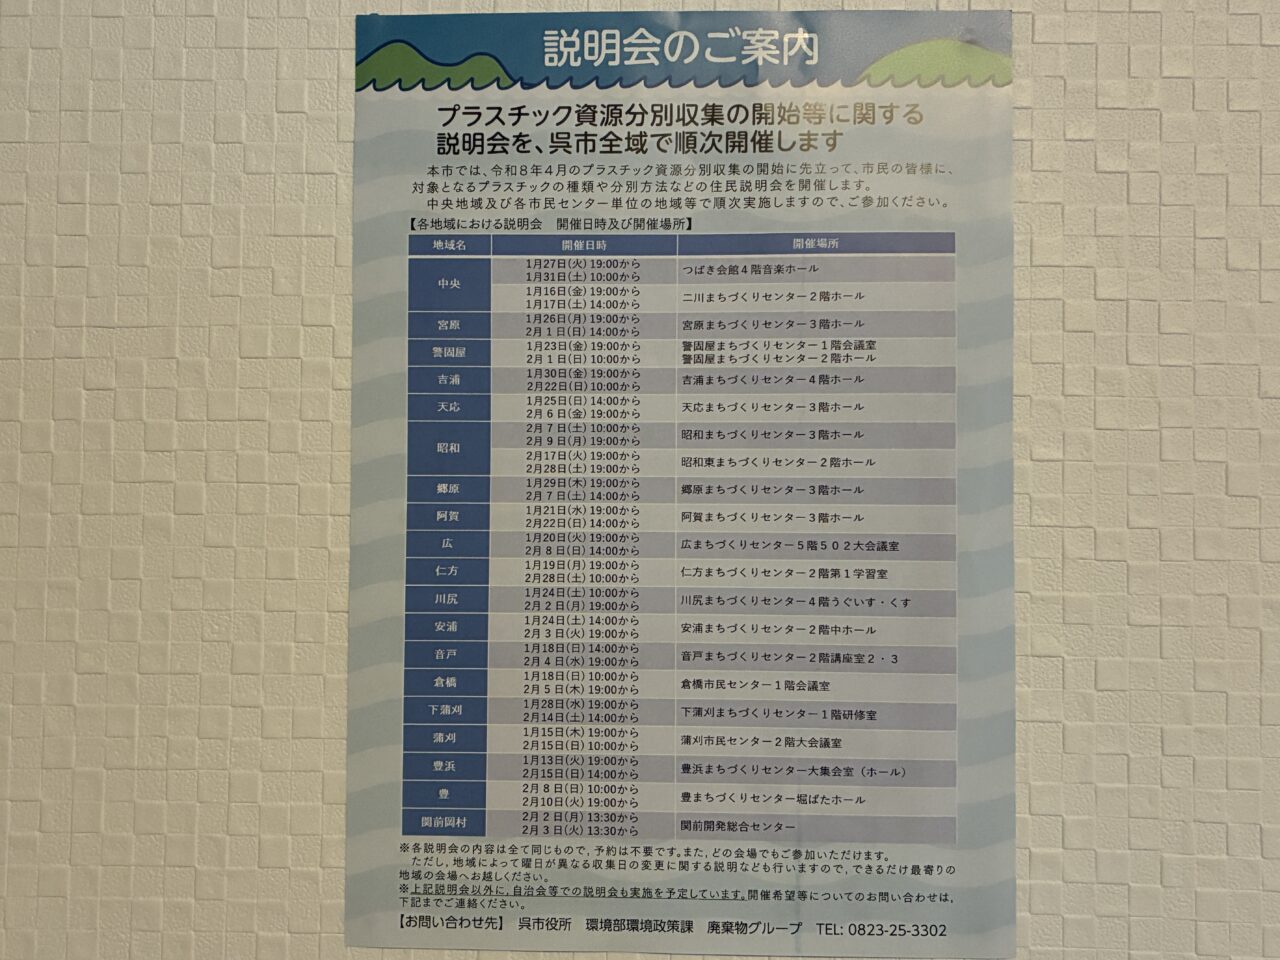 説明会のご案内
プラスチック資源分別収集の開始等に関する
説明会を、呉市全域で順次開催します
本市では、令和８年４月のプラスチック資源分別収集の開始に先立って、市民の皆様に、
対象となるプラスチックの種類や分別方法などの住民説明会を開催します。
中央地域及び各市民センター単位の地域等で順次実施しますので、ご参加ください。
【各地域における説明会　開催日時及び開催場所】
地域名 開催日時 開催場所
中央
1月27日(火) 19:00から
1月31日(土) 10:00から
つばき会館４階音楽ホール
1月16日(金) 19:00から
1月17日(土) 14:00から
二川まちづくりセンター２階ホール
宮原
1月26日(月) 19:00から
2月１日(日) 14:00から
宮原まちづくりセンター３階ホール
警固屋
1月23日(金) 19:00から 警固屋まちづくりセンター１階会議室
2月１日(日) 10:00から 警固屋まちづくりセンター２階ホール
吉浦
1月30日(金) 19:00から
2月22日(日) 10:00から
吉浦まちづくりセンター４階ホール
天応
1月25日(日) 14:00から
2月６日(金) 19:00から
天応まちづくりセンター３階ホール
昭和
2月７日(土) 10:00から
2月９日(月) 19:00から
昭和まちづくりセンター３階ホール
2月17日(火) 19:00から
2月28日(土) 19:00から
昭和東まちづくりセンター２階ホール
郷原
1月29日(木) 19:00から
2月７日(土) 14:00から
郷原まちづくりセンター３階ホール
阿賀
1月21日(水) 19:00から
2月22日(日) 14:00から
阿賀まちづくりセンター３階ホール
広
1月20日(火) 19:00から
2月８日(日) 14:00から
広まちづくりセンター５階５０２大会議室
仁方
1月19日(月) 19:00から
2月28日(土) 10:00から
仁方まちづくりセンター２階第１学習室
川尻
1月24日(土) 10:00から
2月２日(月) 19:00から
川尻まちづくりセンター４階うぐいす・くす
安浦
1月24日(土) 14:00から
2月３日(火) 19:00から
安浦まちづくりセンター２階中ホール
音戸
1月18日(日) 14:00から
2月４日(水) 19:00から
音戸まちづくりセンター２階講座室２・３
倉橋
1月18日(日) 10:00から
2月５日(木) 19:00から
倉橋市民センター１階会議室
下蒲刈
1月28日(水) 19:00から
2月14日(土) 14:00から
下蒲刈まちづくりセンター１階研修室
蒲刈
1月15日(木) 19:00から
2月15日(日) 10:00から
蒲刈市民センター２階大会議室
豊浜
1月13日(火) 19:00から
2月15日(日) 14:00から
豊浜まちづくりセンター大集会室（ホール）
豊
2月８日(日) 10:00から
2月10日(火) 19:00から
豊まちづくりセンター堀ばたホール
関前岡村
2月２日(月) 13:30から
2月３日(火) 13:30から
関前開発総合センター
※各説明会の内容は全て同じもので，予約は不要です。また，どの会場でもご参加いただけます。
ただし，地域によって曜日が異なる収集日の変更に関する説明なども行いますので，できるだけ最寄りの
地域の会場へお越しください。
※上記説明会以外に，自治会等での説明会も実施を予定しています。開催希望等についてのお問い合わせは，
下記までご連絡ください。
【お問い合わせ先】　呉市役所　環境部環境政策課　廃棄物グループ　TEL: 0823-25-3302